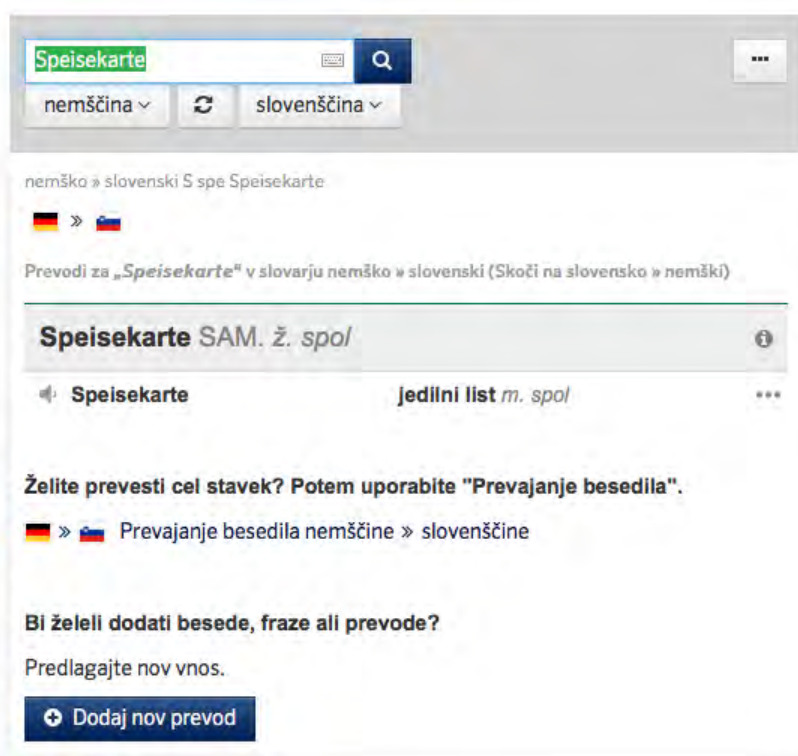 Speisekarte
nemščina slovenščina
nemško » slovenski S spe Speisekarte
»
Prevodi za „Speisekarte“ v slovarju nemško » slovenski (Skoči na slovensko » nemški)
Speisekarte SAM. ž. spol
Speisekarte jedilni list m. spol
Želite prevesti cel stavek? Potem uporabite "Prevajanje besedila".
» Prevajanje besedila nemščine » slovenščine
Bi želeli dodati besede, fraze ali prevode?
Predlagajte nov vnos.
Dodaj nov prevod